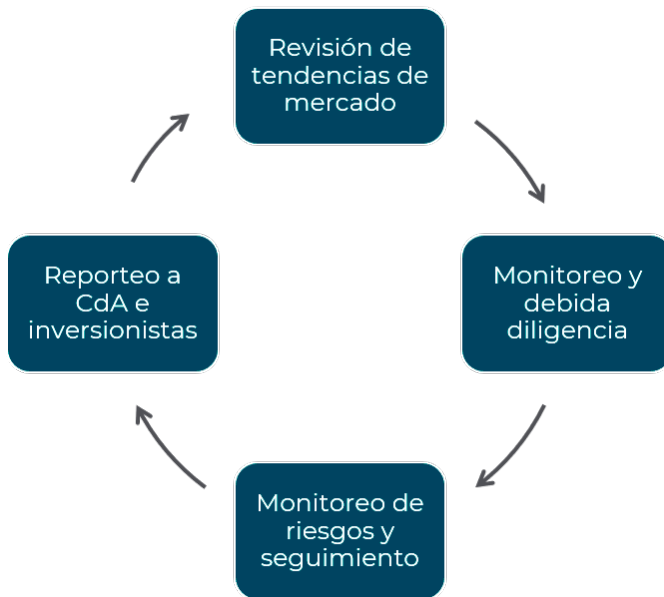 Revisión de
tendencias de
mercado
Monitoreo y
debida
diligencia
Monitoreo de
riesgos y
seguimiento
Reporteo a
CdA e
inversionistas